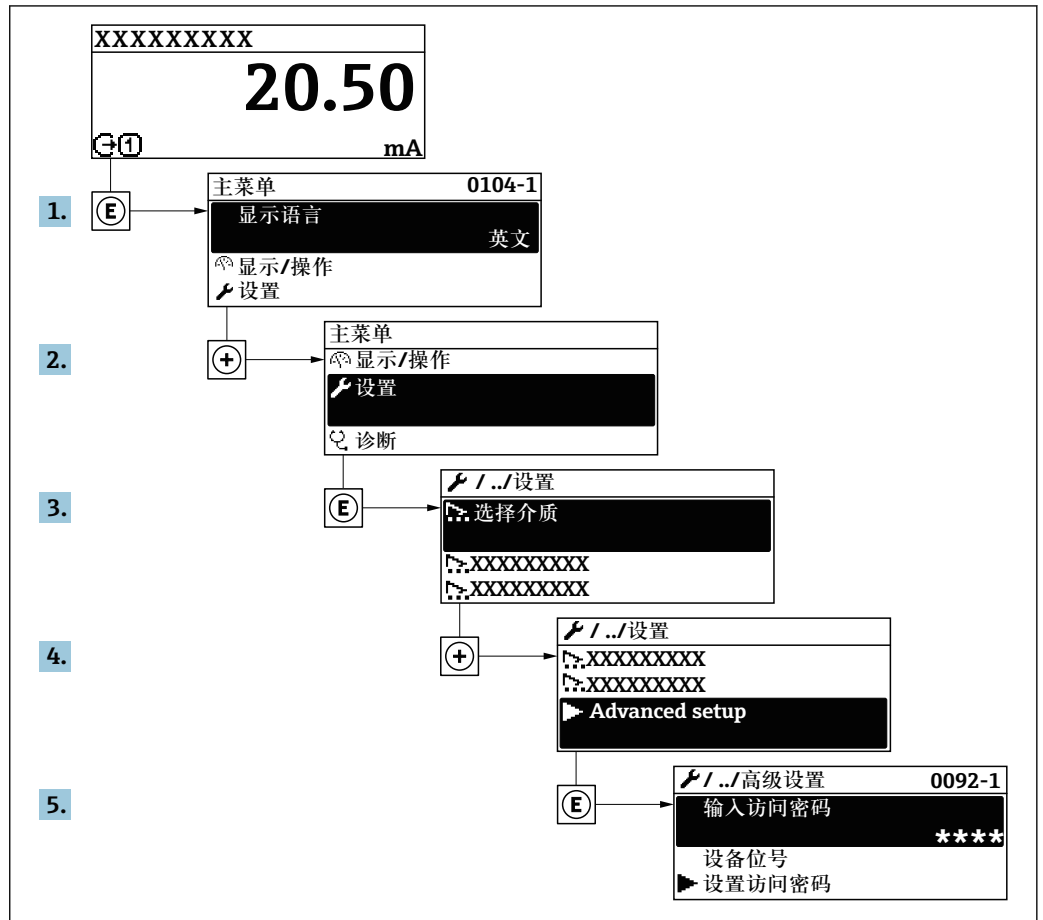 XXXXXXXXX
20.50
1
mA
1.
E
主菜单 0104-1
显示语言
英文
显示/操作
设置
2.
+
主菜单
显示/操作
设置
诊断
3.
E
/ ../设置
选择介质
XXXXXXXXX
XXXXXXXXX
4.
+
/ ../设置
XXXXXXXXX
XXXXXXXXX
Advanced setup
5.
E
/ ../高级设置 0092-1
输入访问密码
****
设备位号
设置访问密码